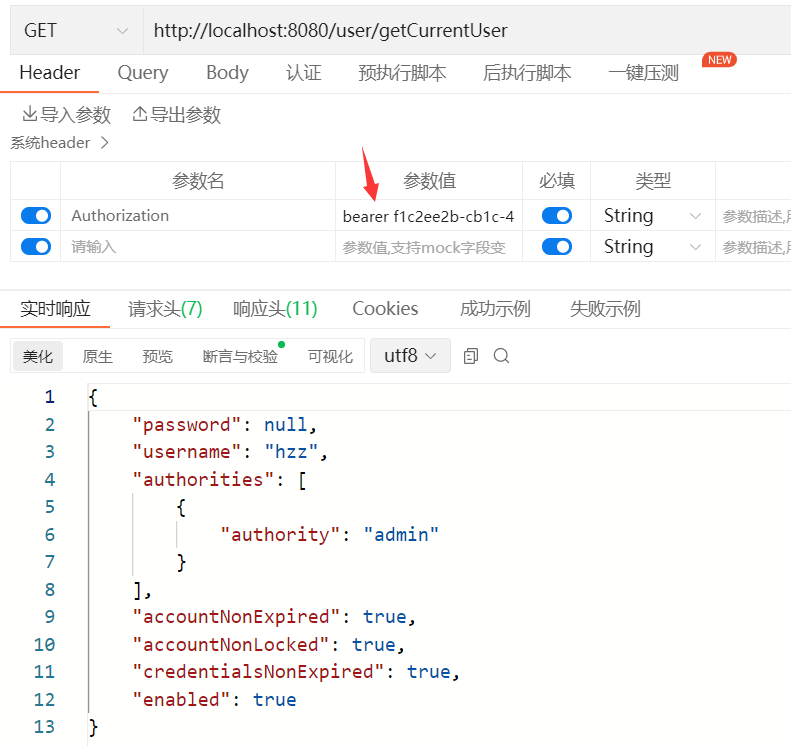 GET http://localhost:8080/user/getCurrentUser
Header Query Body 认证 预执行脚本 后执行脚本 一键压测 NEW
导入参数 导出参数
系统header
参数名 参数值 必填 类型
Authorization bearer f1c2ee2b-cb1c-4 String 参数描述,用
请输入 参数值,支持mock字段变 String 参数描述,用
实时响应 请求头(7) 响应头(11) Cookies 成功示例 失败示例
美化 原生 预览 断言与校验 可视化 utf8
1 {
2 "password": null,
3 "username": "hzz",
4 "authorities": [
5 {
6 "authority": "admin"
7 }
8 ],
9 "accountNonExpired": true,
10 "accountNonLocked": true,
11 "credentialsNonExpired": true,
12 "enabled": true
13 }